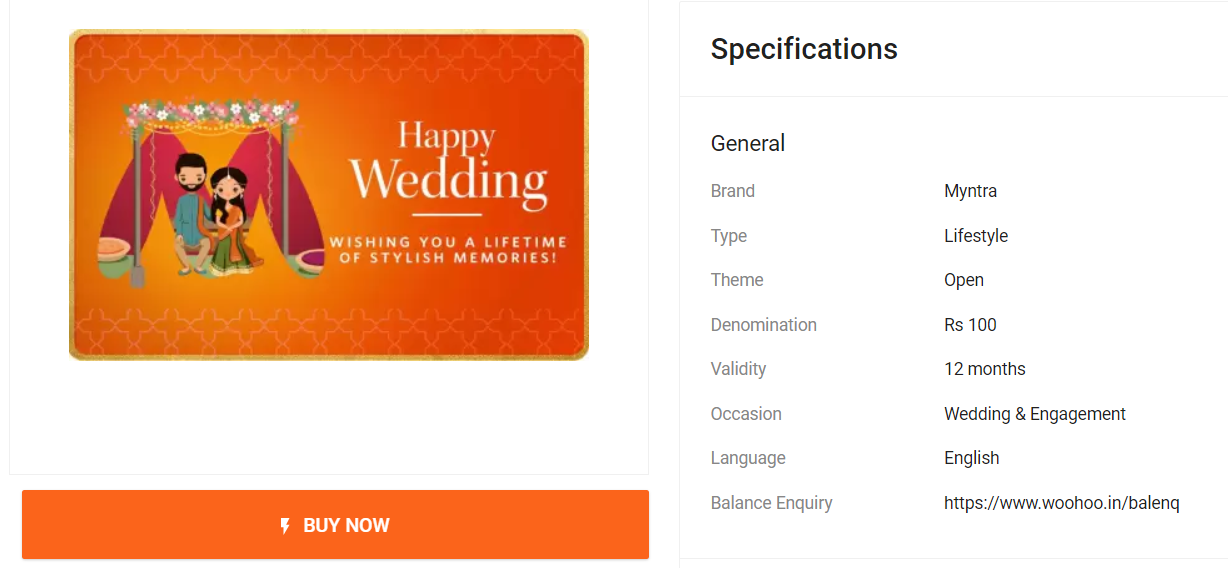 Happy
Wedding
WISHING YOU A LIFETIME
OF STYLISH MEMORIES!
BUY NOW
Specifications
General
Brand Myntra
Type Lifestyle
Theme Open
Denomination Rs 100
Validity 12 months
Occasion Wedding & Engagement
Language English
Balance Enquiry https://www.woohoo.in/balenq